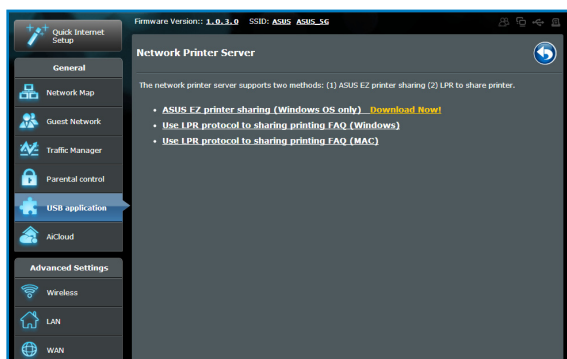 Quick Internet
Setup
Firmware Version:: 1.0.3.0 SSID: ASUS ASUS_5G
General
Network Map
Guest Network
Traffic Manager
Parental control
USB application
AiCloud
Advanced Settings
Wireless
LAN
WAN
Network Printer Server
The network printer server supports two methods: (1) ASUS EZ printer sharing (2) LPR to share printer.
ASUS EZ printer sharing (Windows OS only) Download Now!
Use LPR protocol to sharing printing FAQ (Windows)
Use LPR protocol to sharing printing FAQ (MAC)